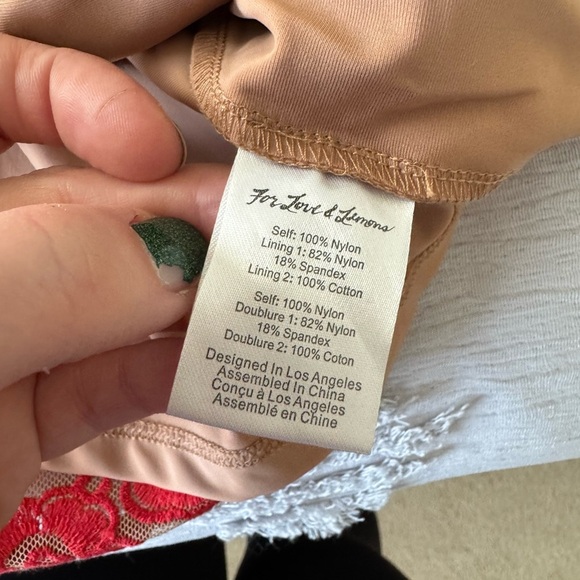 For Love & Lemons
Self: 100% Nylon
Lining 1: 82% Nylon
18% Spandex
Lining 2: 100% Cotton
Self: 100% Nylon
Doublure 1: 82% Nylon
18% Spandex
Doublure 2: 100% Coton
Designed In Los Angeles
Assembled In China
Conçu à Los Angeles
Assemblé en Chine